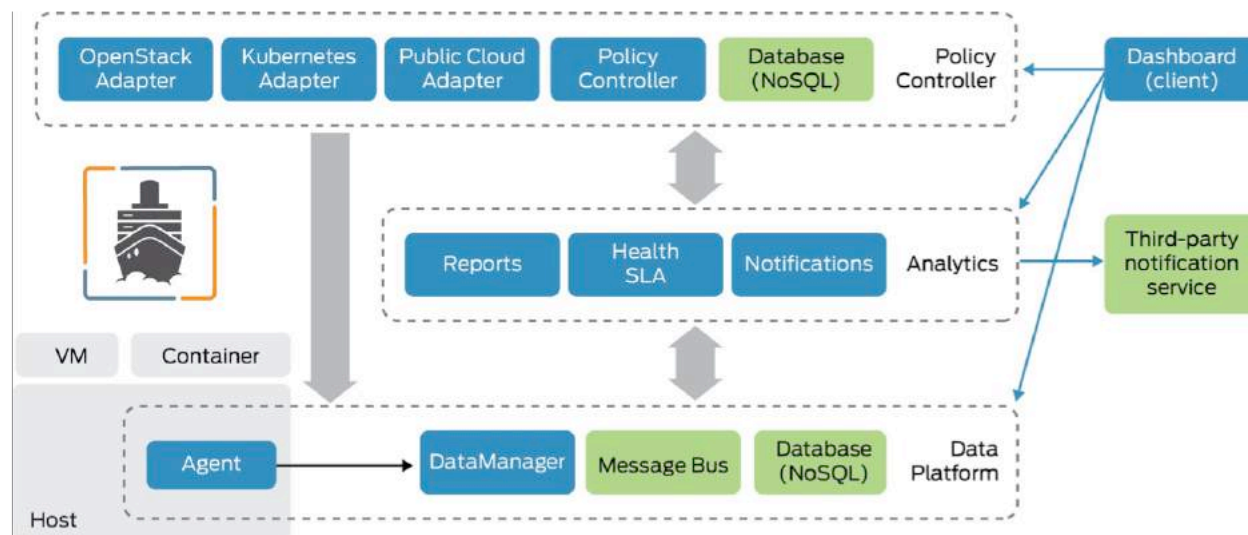 OpenStack
Adapter
Kubernetes
Adapter
Public Cloud
Adapter
Policy
Controller
Database
(NoSQL)
Policy
Controller
Dashboard
(client)
Reports
Health
SLA
Notifications
Analytics
Third-party
notification
service
VM
Container
Agent
DataManager
Message Bus
Database
(NoSQL)
Data
Platform
Host